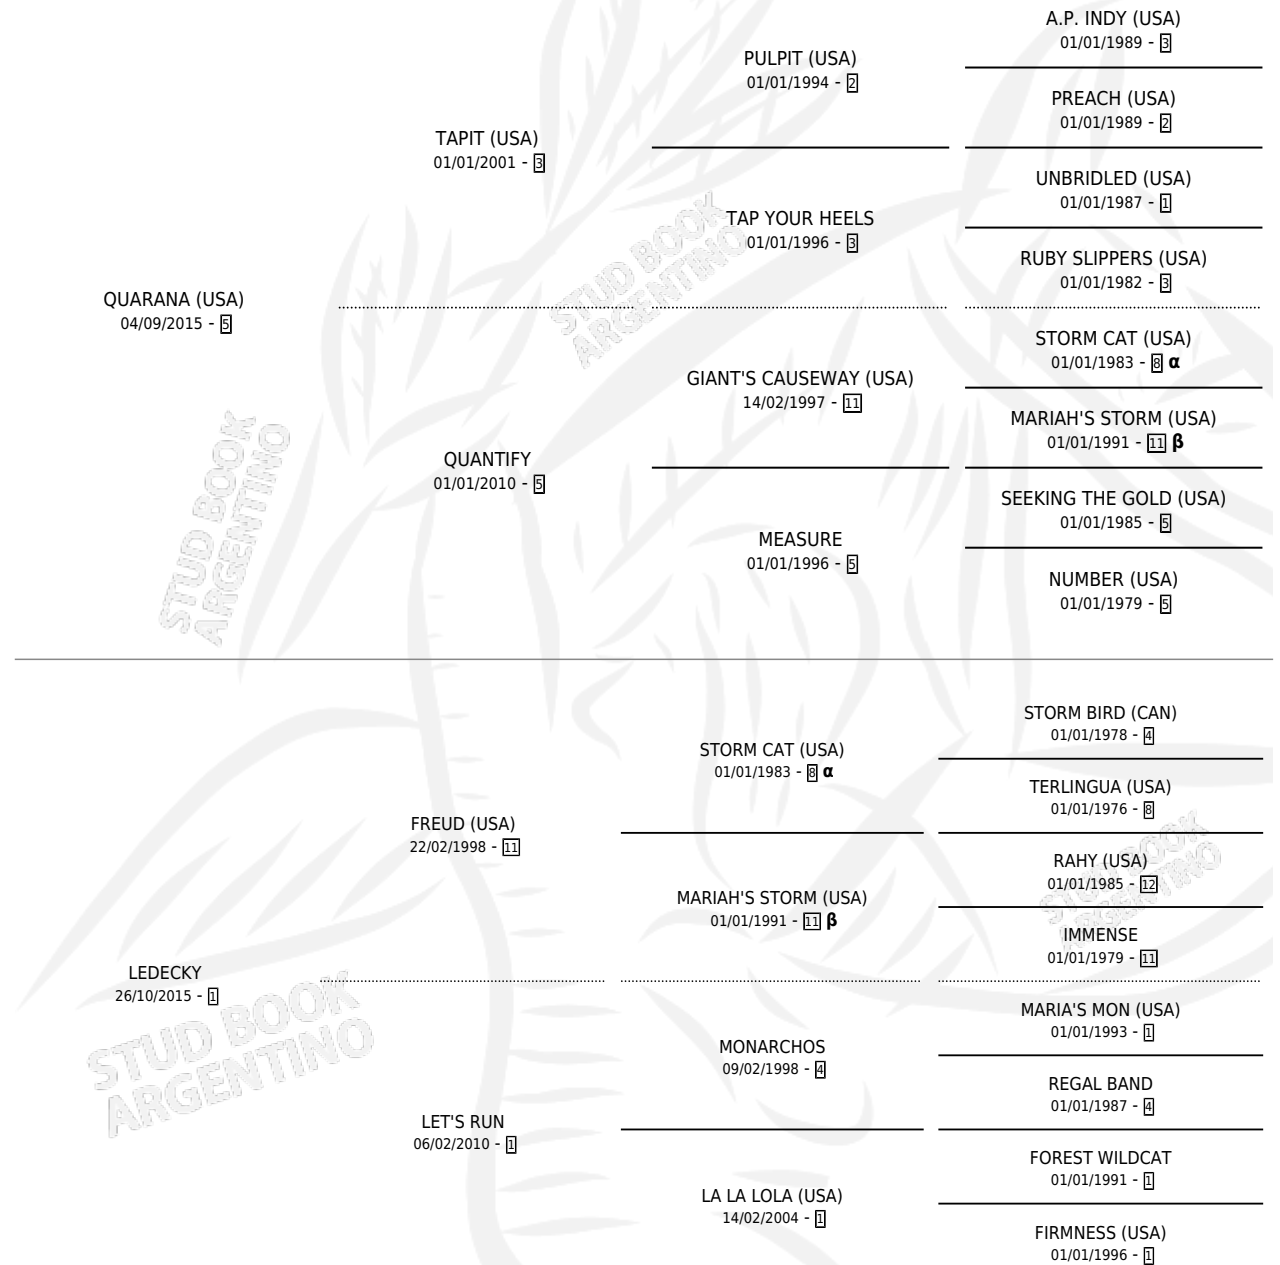 A.P. INDY (USA)
01/01/1989 - 3
PULPIT (USA)
01/01/1994 - 2
PREACH (USA)
01/01/1989 - 2
TAPIT (USA)
01/01/2001 - 3
UNBRIDLED (USA)
01/01/1987 - 1
TAP YOUR HEELS
01/01/1996 - 3
RUBY SLIPPERS (USA)
01/01/1982 - 3
QUARANA (USA)
04/09/2015 - 5
STORM CAT (USA)
01/01/1983 - 8 α
GIANT'S CAUSEWAY (USA)
14/02/1997 - 11
MARIAH'S STORM (USA)
01/01/1991 - 11 β
QUANTIFY
01/01/2010 - 5
SEEKING THE GOLD (USA)
01/01/1985 - 5
MEASURE
01/01/1996 - 5
NUMBER (USA)
01/01/1979 - 5
STORM BIRD (CAN)
01/01/1978 - 4
STORM CAT (USA)
01/01/1983 - 8 α
TERLINGUA (USA)
01/01/1976 - 8
FREUD (USA)
22/02/1998 - 11
RAHY (USA)
01/01/1985 - 12
MARIAH'S STORM (USA)
01/01/1991 - 11 β
IMMENSE
01/01/1979 - 11
LEDECKY
26/10/2015 - 1
MARIA'S MON (USA)
01/01/1993 - 1
MONARCHOS
09/02/1998 - 4
REGAL BAND
01/01/1987 - 4
LET'S RUN
06/02/2010 - 1
FOREST WILDCAT
01/01/1991 - 1
LA LA LOLA (USA)
14/02/2004 - 1
FIRMNESS (USA)
01/01/1996 - 1
STUD BOOK
ARGENTINO
STUD BOOK
ARGENTINO
STUD BOOK
ARGENTINO
STUD BOOK
ARGENTINO